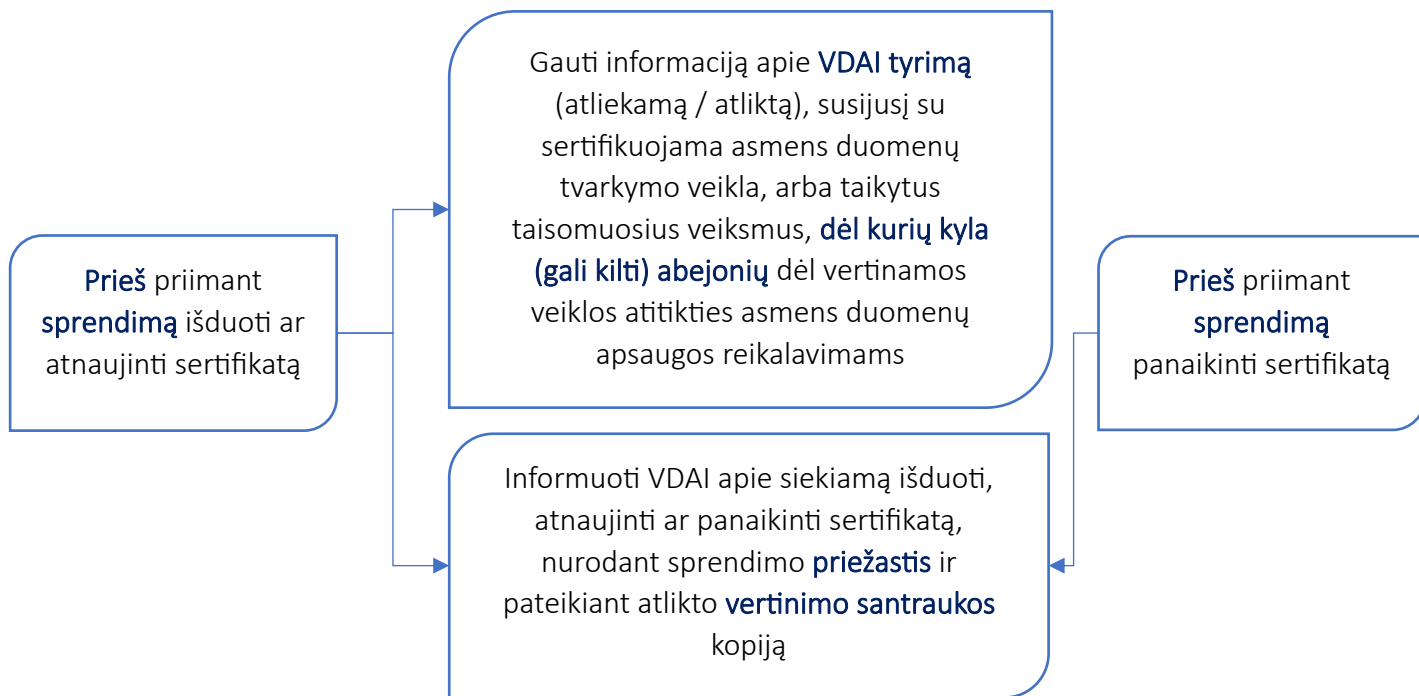 Prieš priimant
sprendimą išduoti ar
atnaujinti sertifikatą
Gauti informaciją apie VDAI tyrimą
(atliekamą / atliktą), susijusį su
sertifikuojama asmens duomenų
tvarkymo veikla, arba taikytus
taisomuosius veiksmus, dėl kurių kyla
(gali kilti) abejonių dėl vertinamos
veiklos atitikties asmens duomenų
apsaugos reikalavimams
Informuoti VDAI apie siekiamą išduoti,
atnaujinti ar panaikinti sertifikatą,
nurodant sprendimo priežastis ir
pateikiant atlikto vertinimo santraukos
kopiją
Prieš priimant
sprendimą
panaikinti sertifikatą